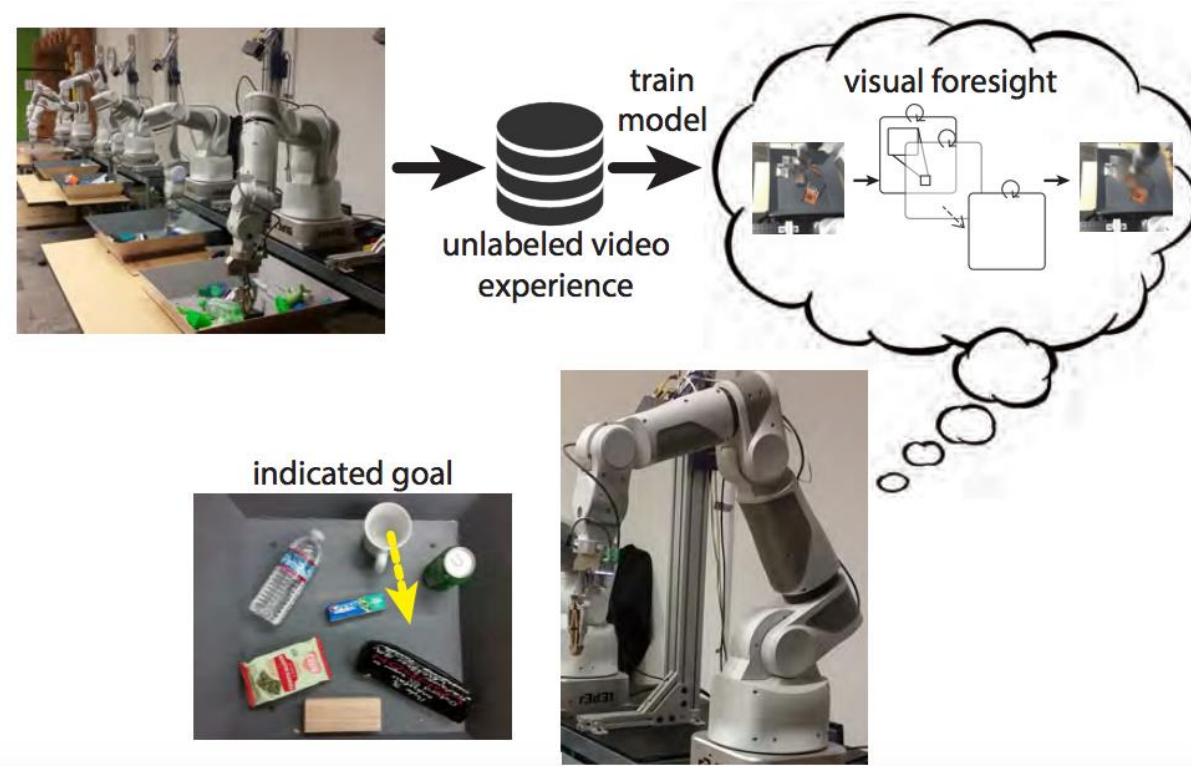 train
model
visual foresight
unlabeled video
experience
indicated goal